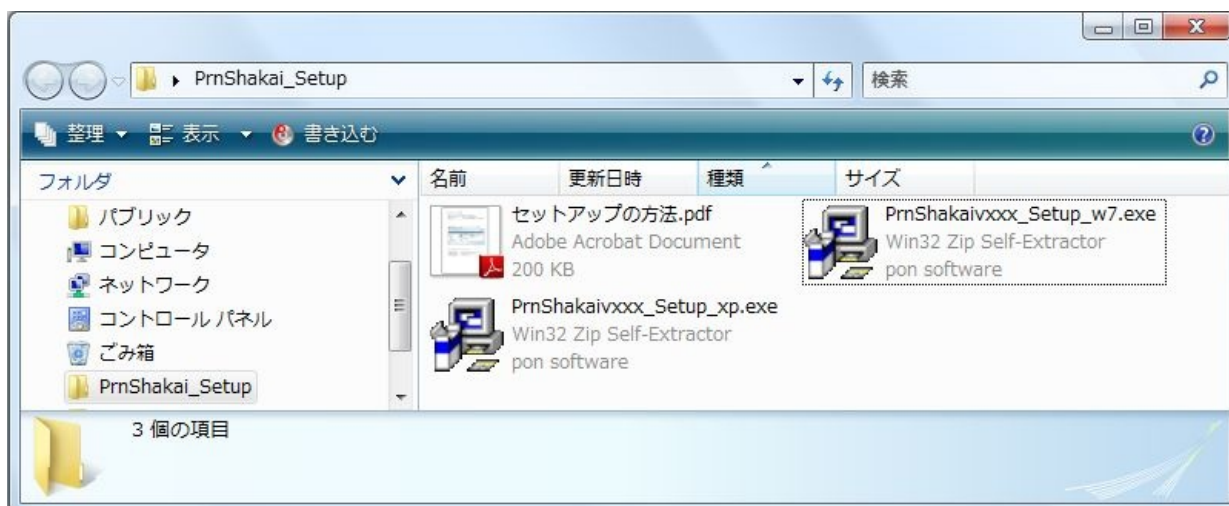 PrnShakai_Setup
検索
整理 表示 書き込む
フォルダ
名前 更新日時 種類 サイズ
パブリック
コンピュータ
ネットワーク
コントロール パネル
ごみ箱
PrnShakai_Setup
セットアップの方法.pdf
Adobe Acrobat Document
200 KB
PrnShakaivxxx_Setup_w7.exe
Win32 Zip Self-Extractor
pon software
PrnShakaivxxx_Setup_xp.exe
Win32 Zip Self-Extractor
pon software
3 個の項目